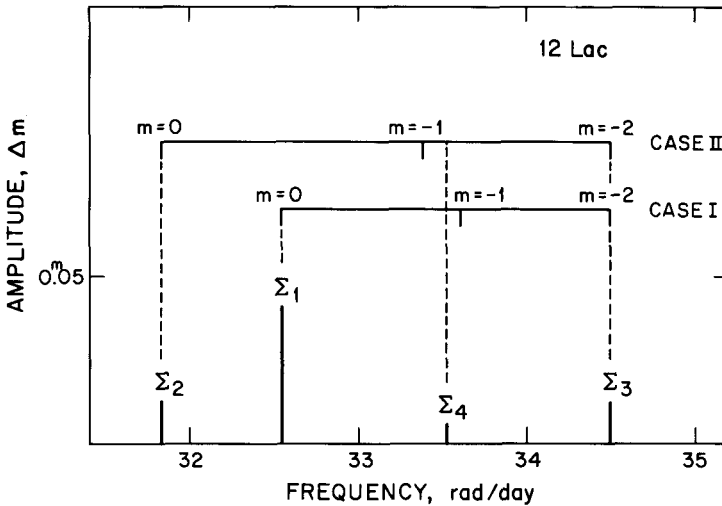 12 Lac
m=0 m=-1 m=-2 CASE II
m=0 m=-1 m=-2 CASE I
AMPLITUDE, Δm
0.ᵐ05
Σ₁
Σ₂ Σ₄ Σ₃
32 33 34 35
FREQUENCY, rad/day